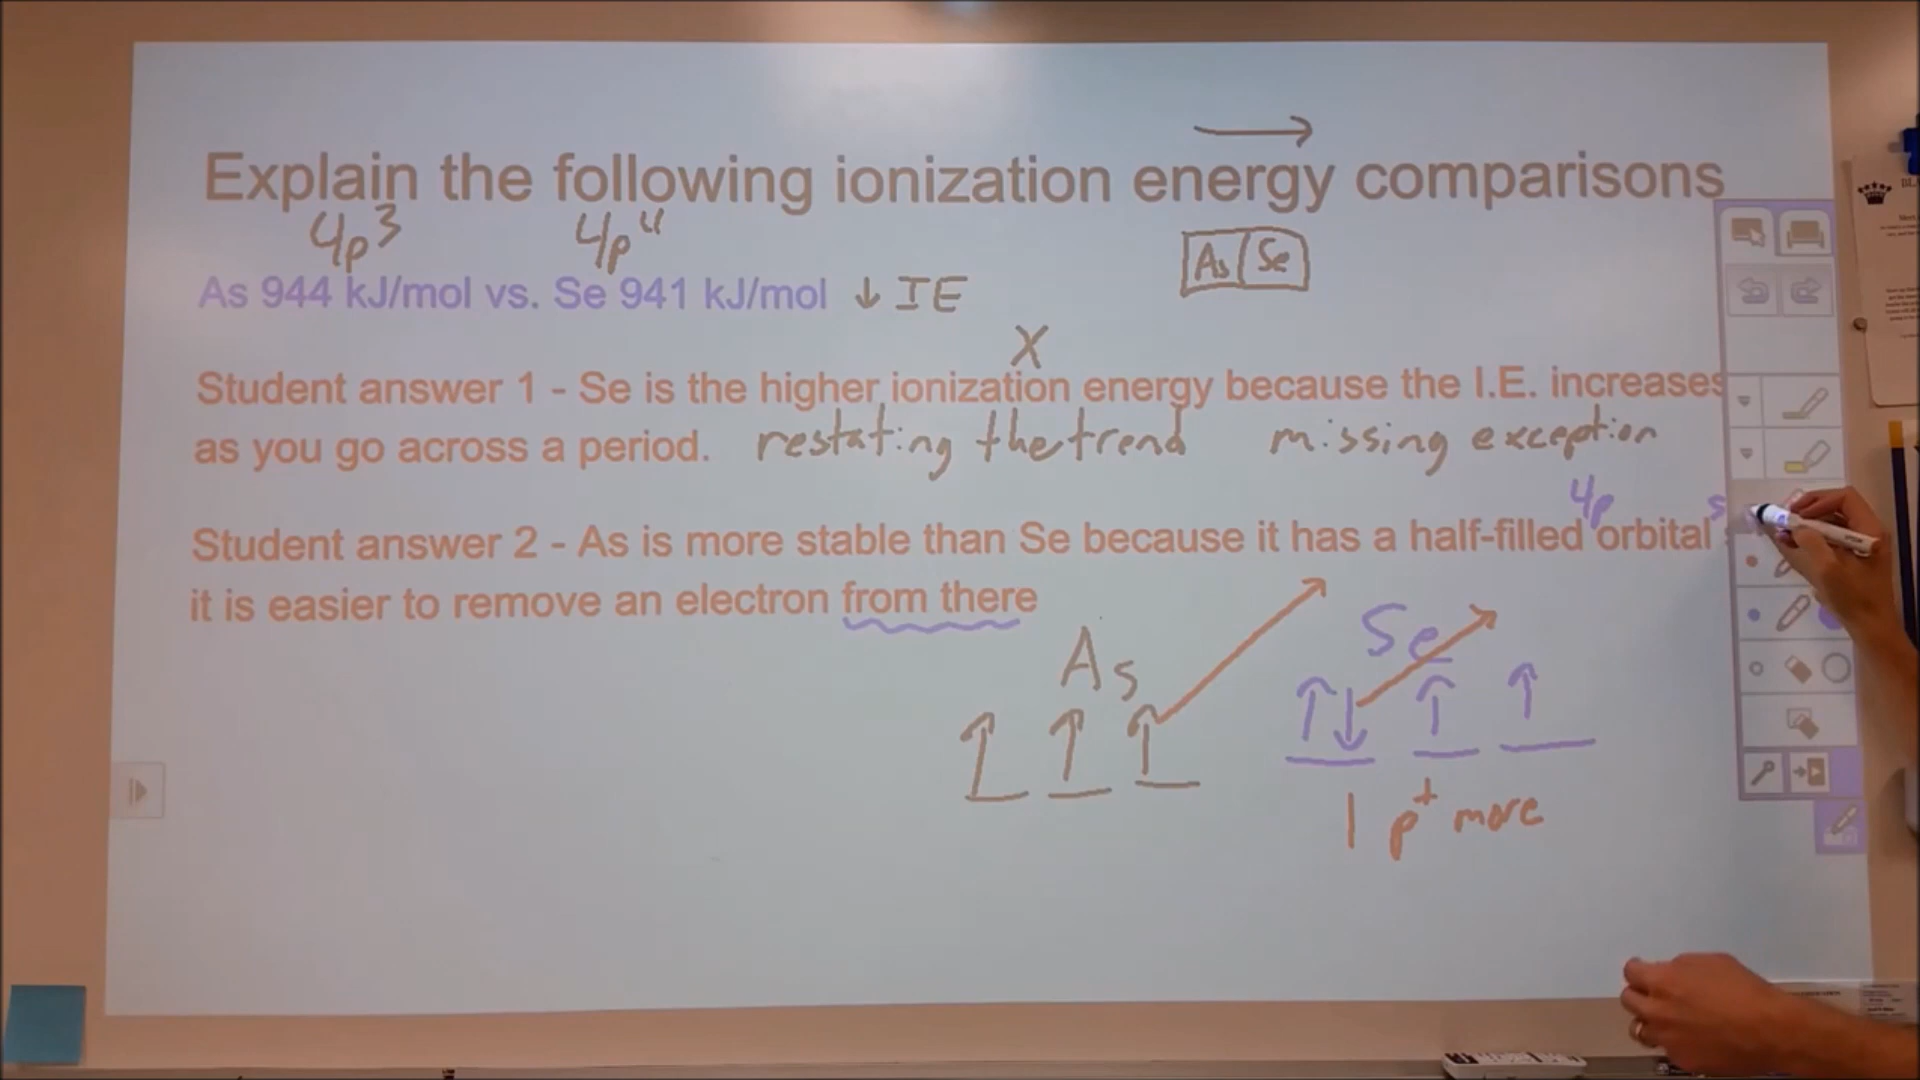 Explain the following ionization energy comparisons
4p³ 4p⁴
As Se
As 944 kJ/mol vs. Se 941 kJ/mol ↓ IE
X
Student answer 1 - Se is the higher ionization energy because the I.E. increases
as you go across a period. restating the trend missing exception
4p
Student answer 2 - As is more stable than Se because it has a half-filled orbital
it is easier to remove an electron from there
As Se
1 p⁺ more